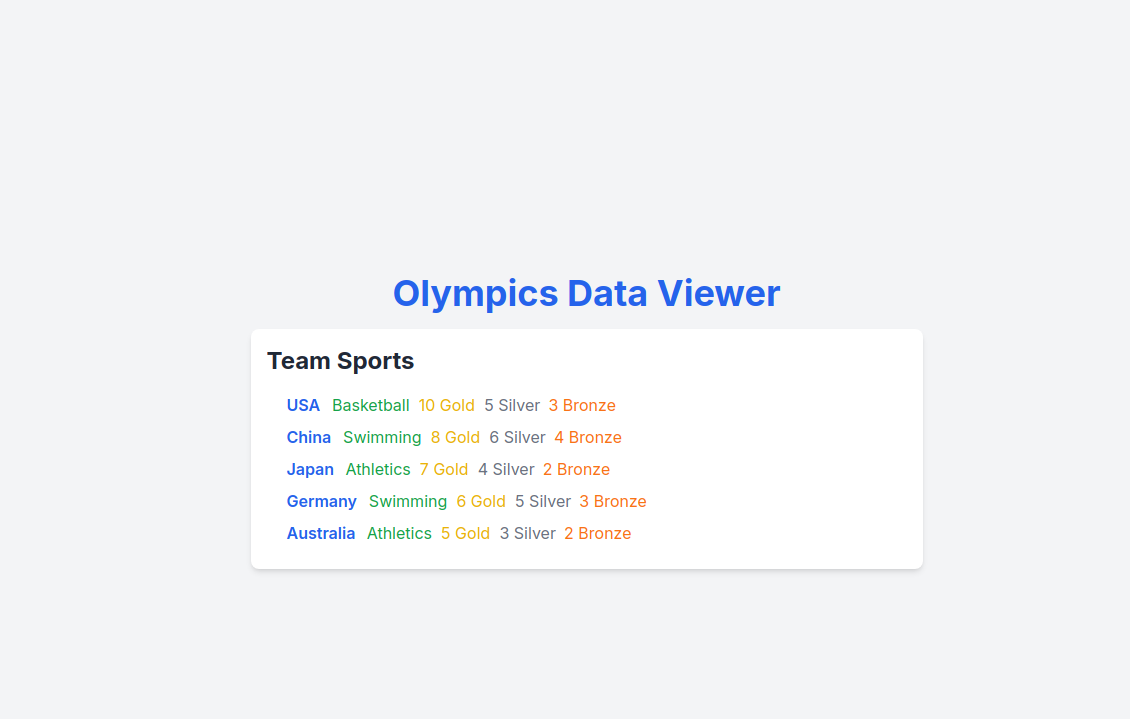 Olympics Data Viewer
Team Sports
USA Basketball 10 Gold 5 Silver 3 Bronze
China Swimming 8 Gold 6 Silver 4 Bronze
Japan Athletics 7 Gold 4 Silver 2 Bronze
Germany Swimming 6 Gold 5 Silver 3 Bronze
Australia Athletics 5 Gold 3 Silver 2 Bronze